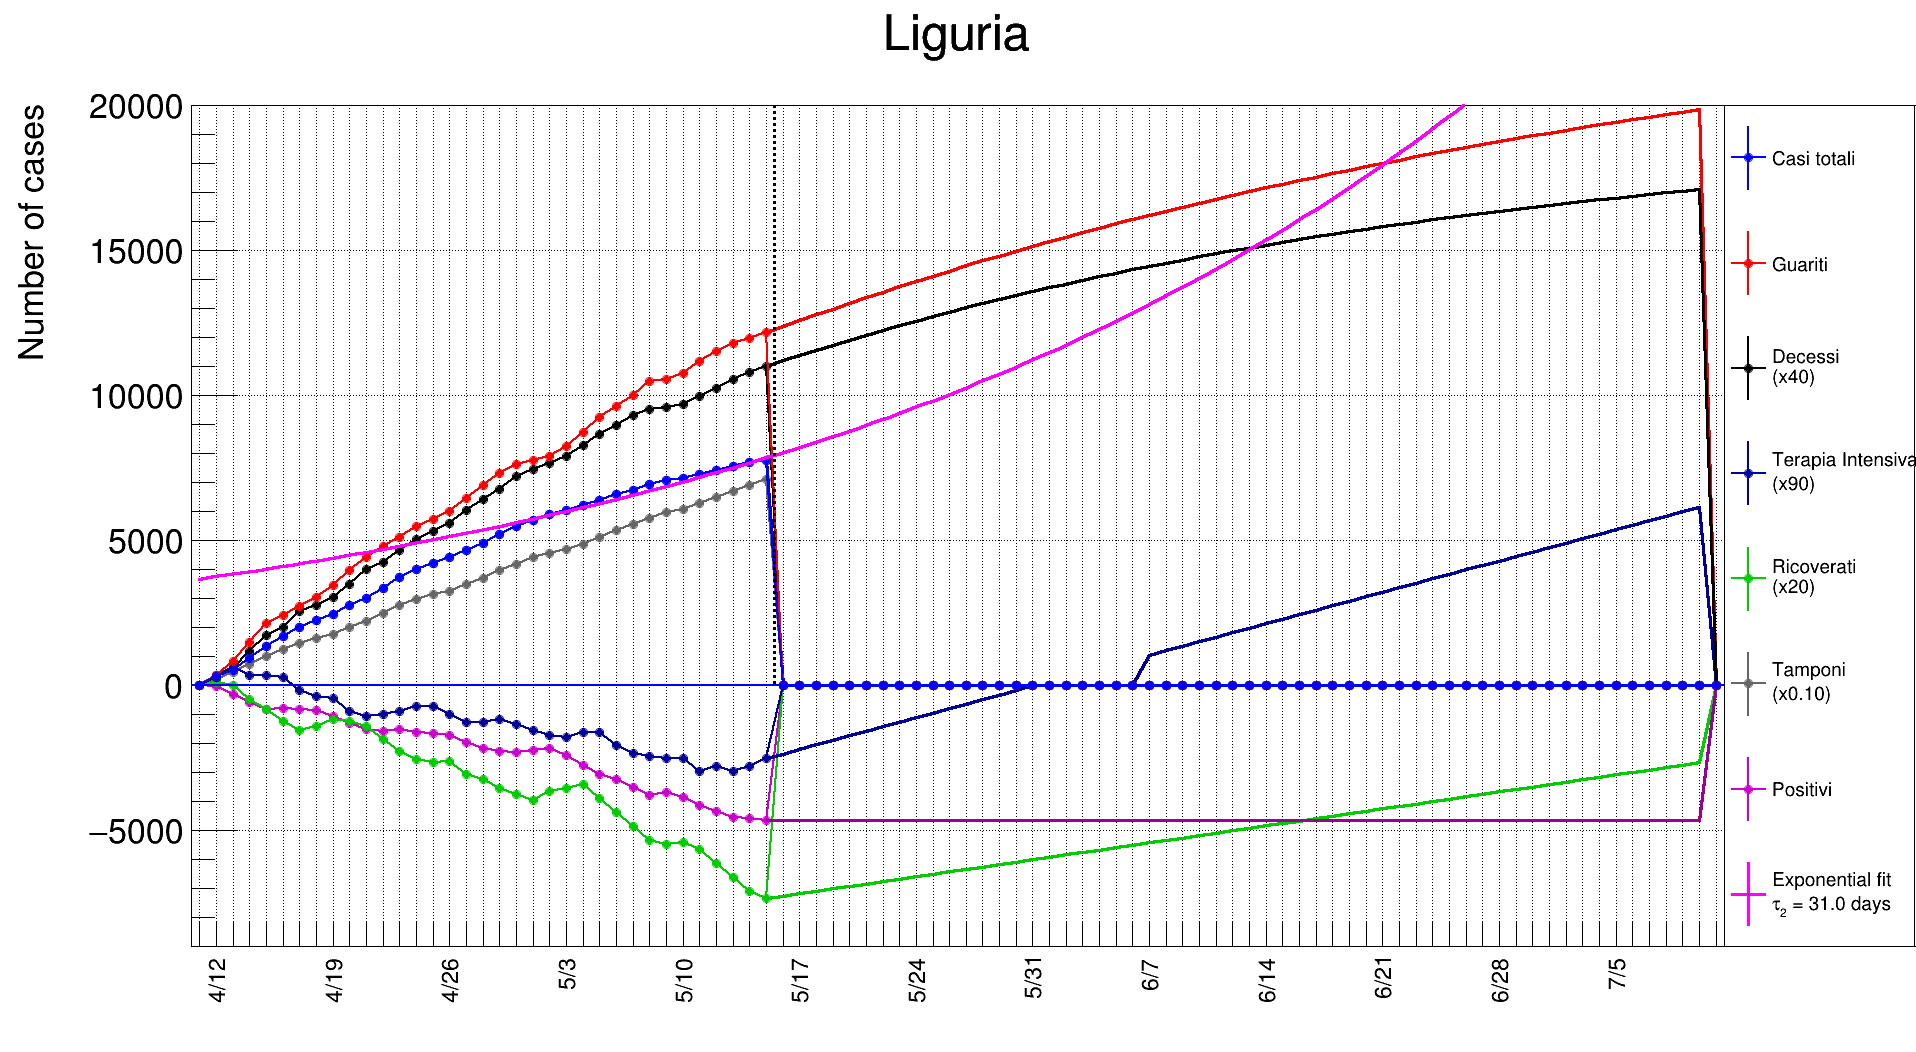 Liguria
Number of cases
20000
15000
10000
5000
0
−5000
4/12
4/19
4/26
5/3
5/10
5/17
5/24
5/31
6/7
6/14
6/21
6/28
7/5
Casi totali
Guariti
Decessi
(x40)
Terapia Intensiva
(x90)
Ricoverati
(x20)
Tamponi
(x0.10)
Positivi
Exponential fit
τ2 = 31.0 days